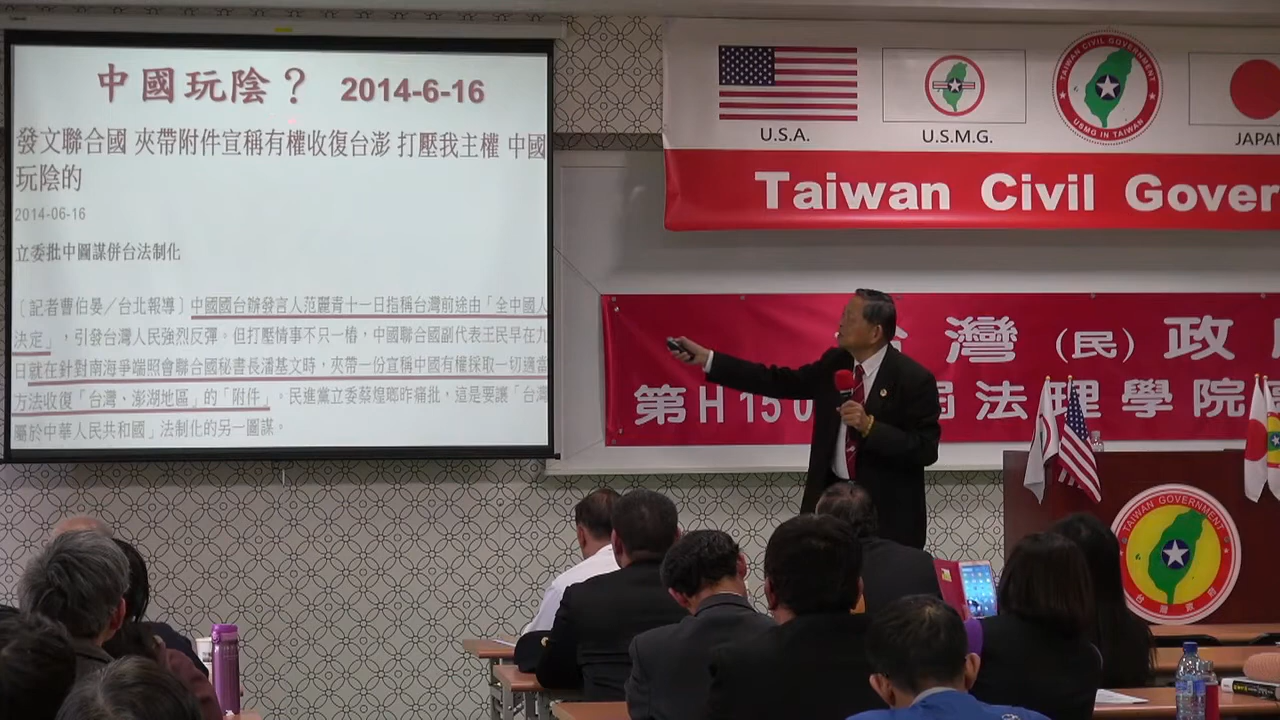 中國玩陰？ 2014-6-16
發文聯合國 夾帶附件宣稱有權收復台澎 打壓我主權 中國
玩陰的
2014-06-16
立委批中圖謀併台法制化
〔記者曹伯晏／台北報導〕中國國台辦發言人范麗青十一日指稱台灣前途由「全中國人
決定」，引發台灣人民強烈反彈。但打壓情事不只一樁，中國聯合國副代表王民早在九
日就在針對南海爭端照會聯合國秘書長潘基文時，夾帶一份宣稱中國有權採取一切適當
方法收復「台灣、澎湖地區」的「附件」。民進黨立委蔡煌瑯昨痛批，這是要讓「台灣
屬於中華人民共和國」法制化的另一圖謀。
U.S.A.
U.S.M.G.
TAIWAN CIVIL GOVERNMENT
USMG IN TAIWAN
JAPAN
Taiwan Civil Gover
台灣（民）政府
第H150 屆法理學院
TAIWAN GOVERNMENT
台灣政府